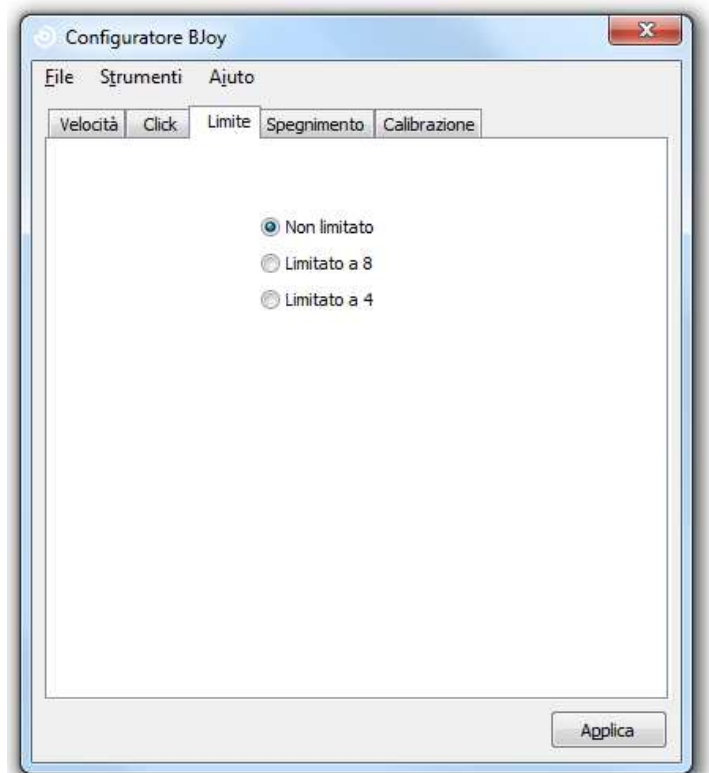 Configuratore BJoy
File Strumenti Aiuto
Velocità Click Limite Spegnimento Calibrazione
Non limitato
Limitato a 8
Limitato a 4
Applica